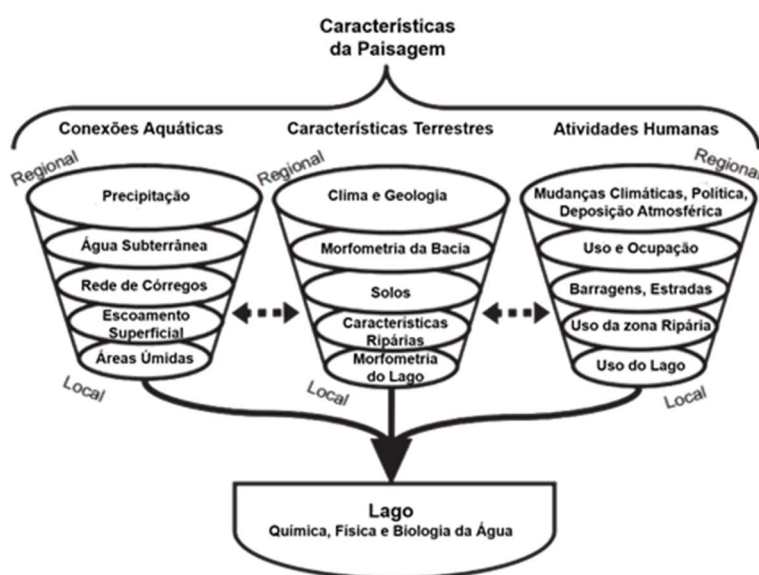 Características
da Paisagem
Conexões Aquáticas
Características Terrestres
Atividades Humanas
Regional
Precipitação
Água Subterrânea
Rede de Córregos
Escoamento
Superficial
Áreas Úmidas
Local
Regional
Clima e Geologia
Morfometria da Bacia
Solos
Características
Ripárias
Morfometria
do Lago
Local
Regional
Mudanças Climáticas, Política,
Deposição Atmosférica
Uso e Ocupação
Barragens, Estradas
Uso da zona Ripária
Uso do Lago
Local
Lago
Química, Física e Biologia da Água